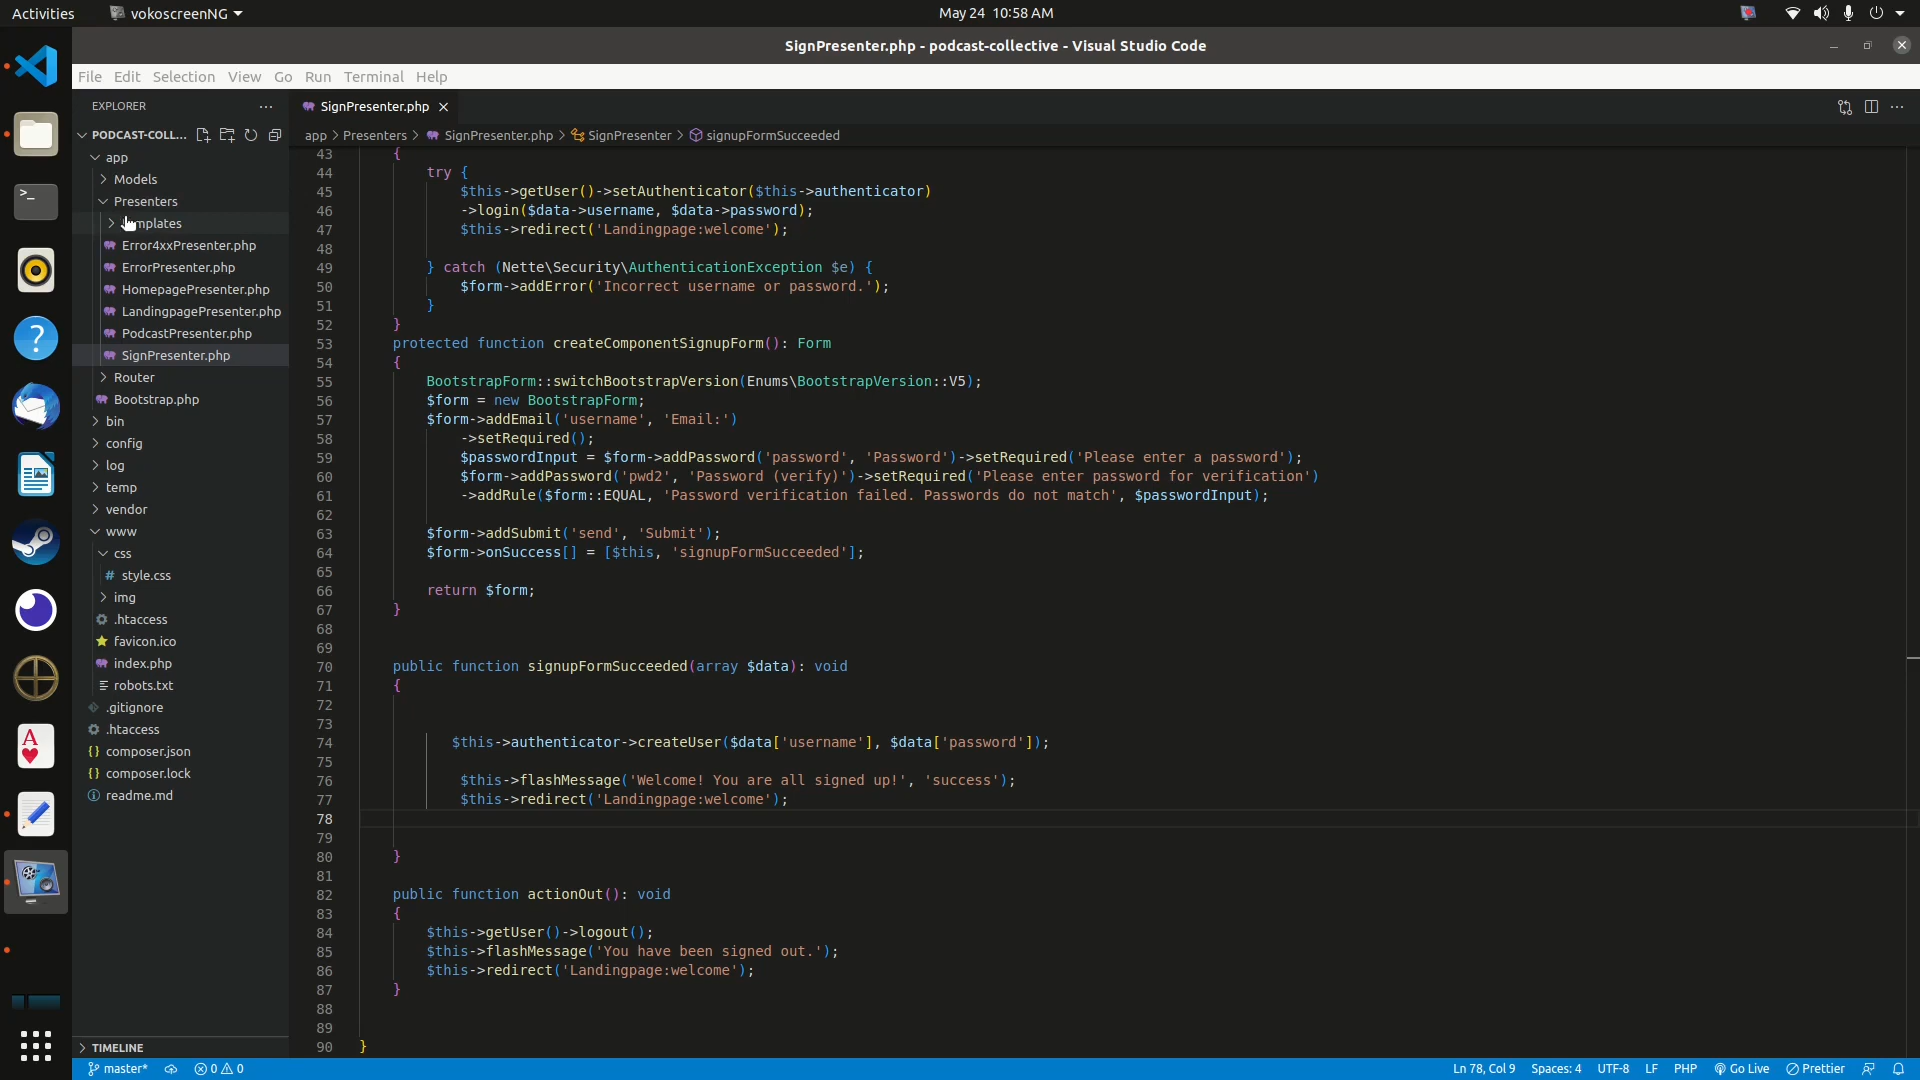 Activities
vokoscreenNG
May 24 10:58 AM
SignPresenter.php - podcast-collective - Visual Studio Code
File Edit Selection View Go Run Terminal Help
EXPLORER
SignPresenter.php
PODCAST-COLL...
app > Presenters > SignPresenter.php > SignPresenter > signupFormSucceeded
app
Models
Presenters
mplates
Error4xxPresenter.php
ErrorPresenter.php
HomepagePresenter.php
LandingpagePresenter.php
PodcastPresenter.php
SignPresenter.php
Router
Bootstrap.php
bin
config
log
temp
vendor
www
css
# style.css
img
.htaccess
favicon.ico
index.php
robots.txt
.gitignore
.htaccess
{} composer.json
{} composer.lock
readme.md
TIMELINE
43 {
44 try {
45 $this->getUser()->setAuthenticator($this->authenticator)
46 ->login($data->username, $data->password);
47 $this->redirect('Landingpage:welcome');
48
49 } catch (Nette\Security\AuthenticationException $e) {
50 $form->addError('Incorrect username or password.');
51 }
52 }
53 protected function createComponentSignupForm(): Form
54 {
55 BootstrapForm::switchBootstrapVersion(Enums\BootstrapVersion::V5);
56 $form = new BootstrapForm;
57 $form->addEmail('username', 'Email:')
58 ->setRequired();
59 $passwordInput = $form->addPassword('password', 'Password')->setRequired('Please enter a password');
60 $form->addPassword('pwd2', 'Password (verify)')->setRequired('Please enter password for verification')
61 ->addRule($form::EQUAL, 'Password verification failed. Passwords do not match', $passwordInput);
62
63 $form->addSubmit('send', 'Submit');
64 $form->onSuccess[] = [$this, 'signupFormSucceeded'];
65
66 return $form;
67 }
68
69
70 public function signupFormSucceeded(array $data): void
71 {
72
73
74 $this->authenticator->createUser($data['username'], $data['password']);
75
76 $this->flashMessage('Welcome! You are all signed up!', 'success');
77 $this->redirect('Landingpage:welcome');
78
79
80 }
81
82 public function actionOut(): void
83 {
84 $this->getUser()->logout();
85 $this->flashMessage('You have been signed out.');
86 $this->redirect('Landingpage:welcome');
87 }
88
89
90 }
master* 0 0
Ln 78, Col 9 Spaces: 4 UTF-8 LF PHP Go Live Prettier